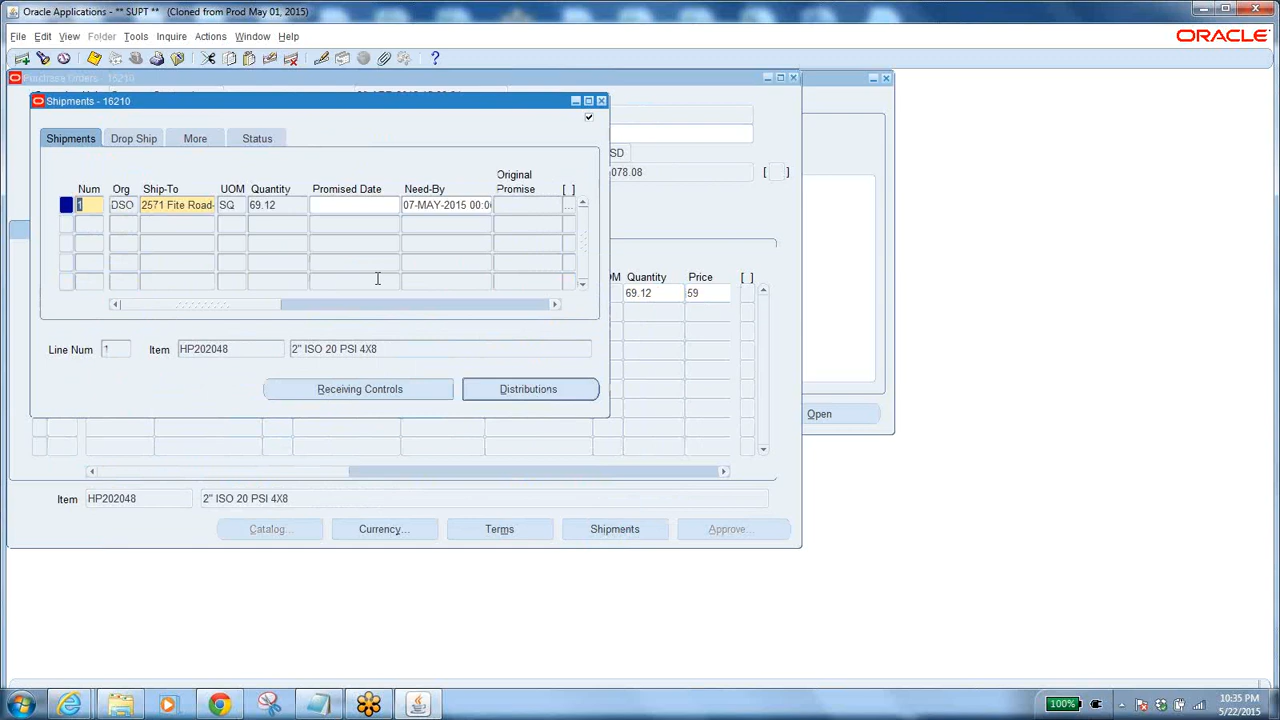 Oracle Applications - ** SUPT ** (Cloned from Prod May 01, 2015)
File Edit View Folder Tools Inquire Actions Window Help
ORACLE
Purchase Orders - 16210
Shipments - 16210
Shipments Drop Ship More Status
SD
078.08 [ ]
Original
Num Org Ship-To UOM Quantity Promised Date Need-By Promise [ ]
1 DSO 2571 Fite Road- SQ 69.12 07-MAY-2015 00:0 ...
Quantity Price [ ]
69.12 59
Line Num 1 Item HP202048 2" ISO 20 PSI 4X8
Receiving Controls Distributions
Open
Item HP202048 2" ISO 20 PSI 4X8
Catalog... Currency... Terms Shipments Approve...
100% 10:35 PM
5/22/2015